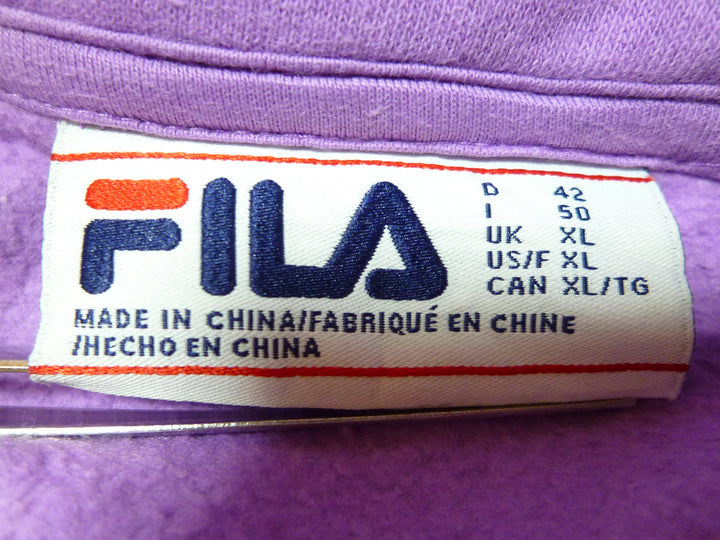 FILA
D 42
I 50
UK XL
US/F XL
CAN XL/TG
MADE IN CHINA/FABRIQUÉ EN CHINE
/HECHO EN CHINA